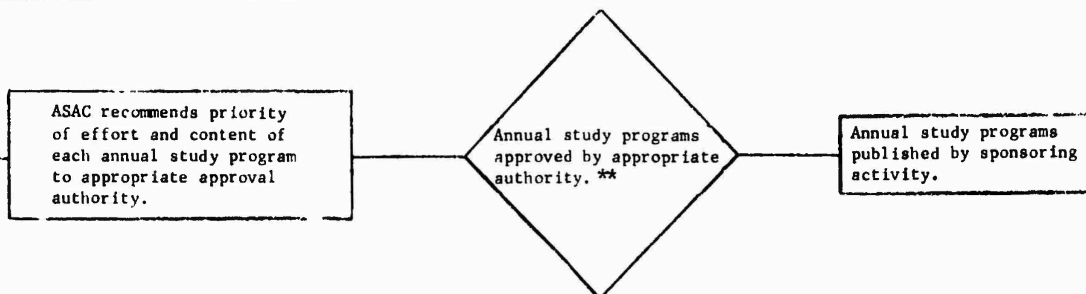 ASAC recommends priority
of effort and content of
each annual study program
to appropriate approval
authority.
Annual study programs
approved by appropriate
authority. **
Annual study programs
published by sponsoring
activity.